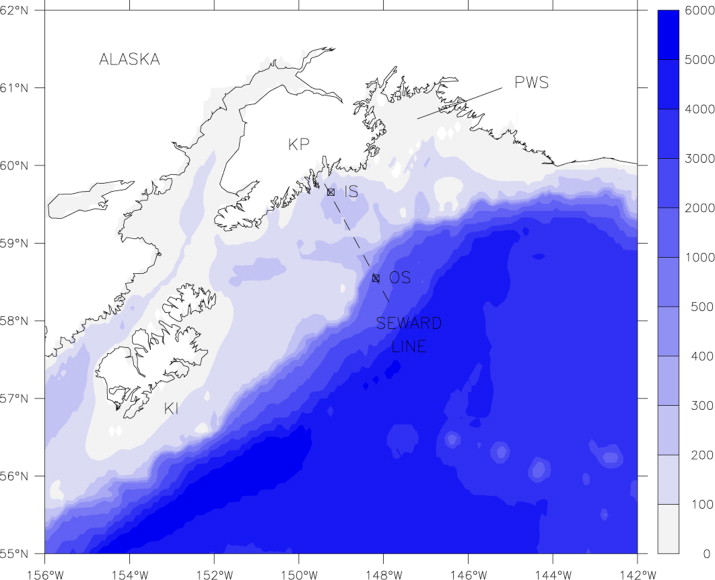 62°N
61°N
60°N
59°N
58°N
57°N
56°N
55°N
156°W 154°W 152°W 150°W 148°W 146°W 144°W 142°W
ALASKA
PWS
KP
IS
OS
SEWARD
LINE
KI
6000
5000
4000
3000
2000
1000
500
400
300
200
100
0